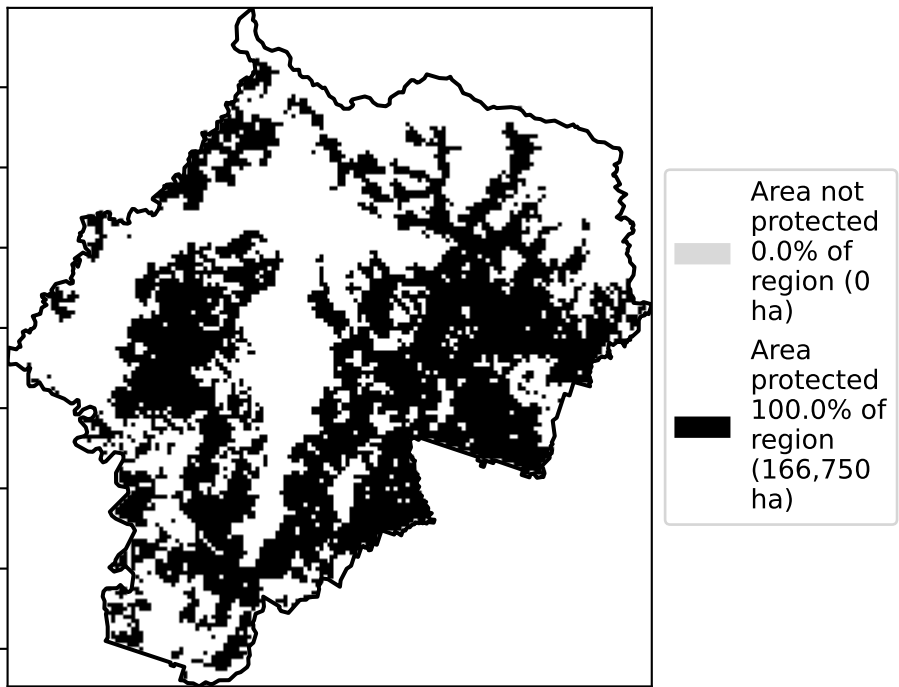 Area not
protected
0.0% of
region (0
ha)
Area
protected
100.0% of
region
(166,750
ha)